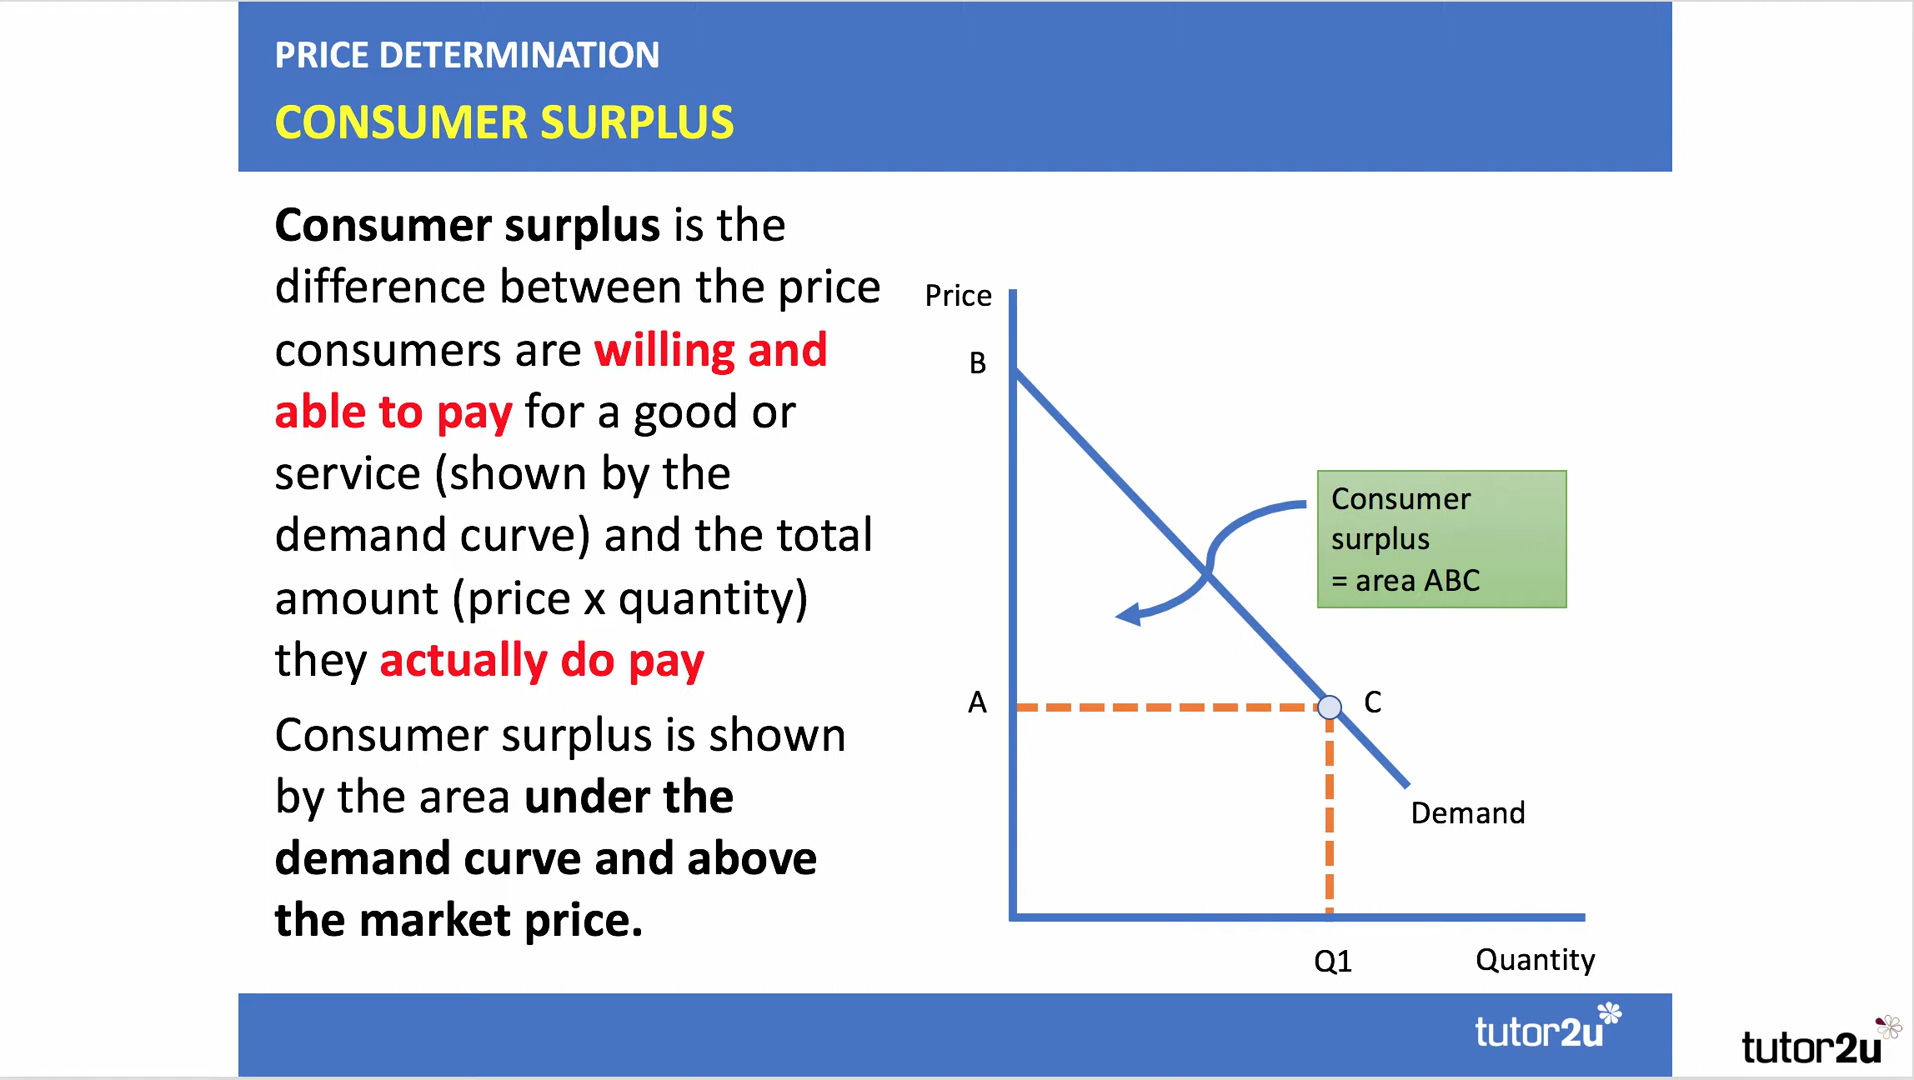 PRICE DETERMINATION
CONSUMER SURPLUS
Consumer surplus is the
difference between the price
consumers are willing and
able to pay for a good or
service (shown by the
demand curve) and the total
amount (price x quantity)
they actually do pay
Consumer surplus is shown
by the area under the
demand curve and above
the market price.
Price
B
Consumer
surplus
= area ABC
A
C
Demand
Q1
Quantity
tutor2u
tutor2u